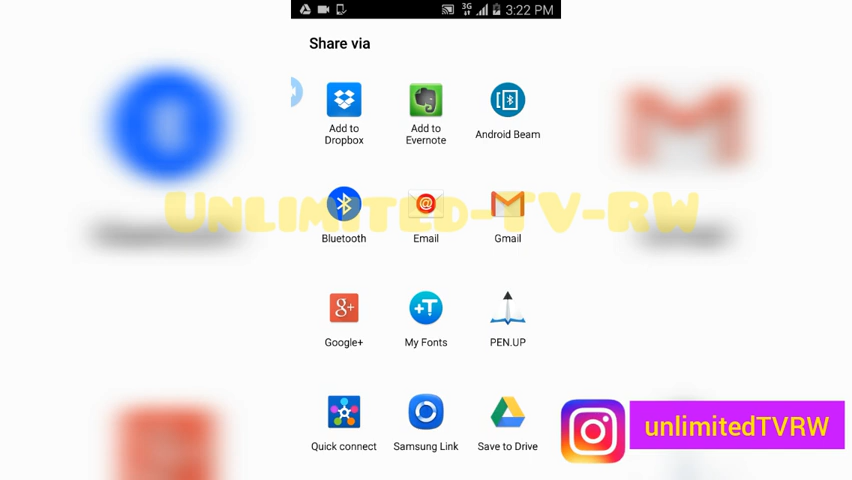 3G 3:22 PM
Share via
Add to Dropbox
Add to Evernote
Android Beam
Unlimited-TV-RW
Bluetooth
Email
Gmail
Google+
My Fonts
PEN.UP
Quick connect
Samsung Link
Save to Drive
unlimitedTVRW